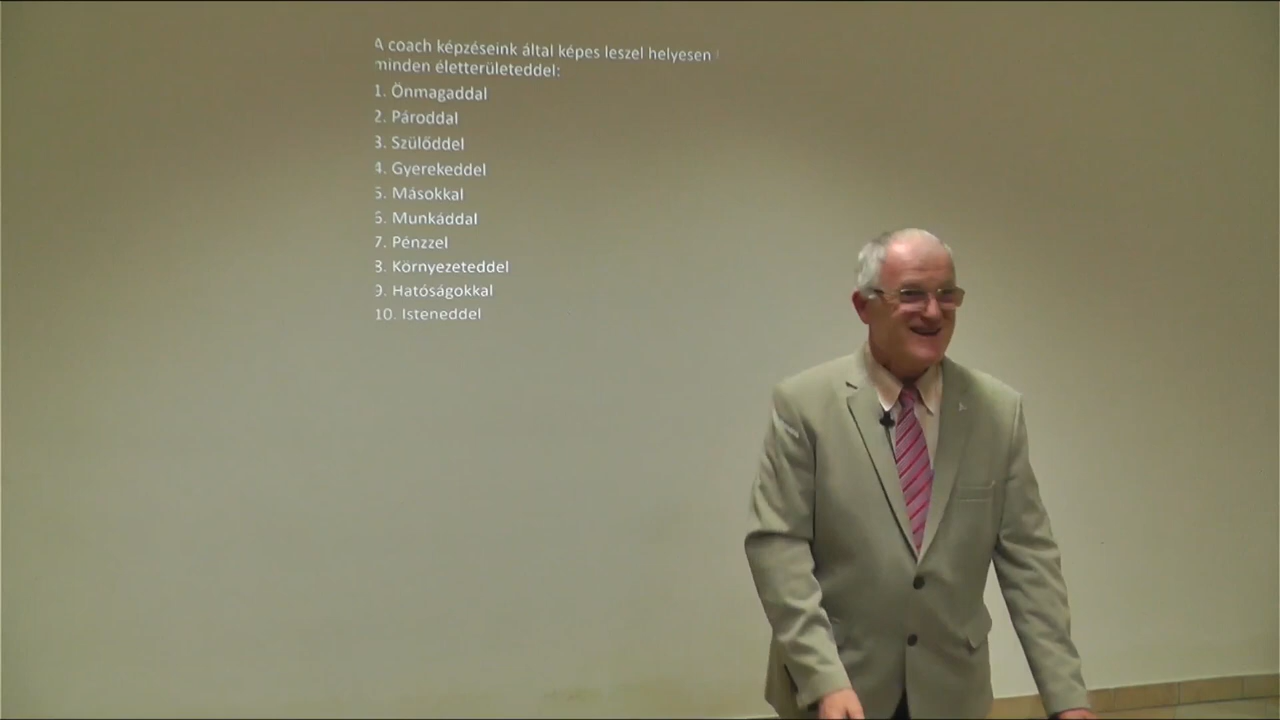 A coach képzéseink által képes leszel helyesen
minden életterületeddel:
1. Önmagaddal
2. Pároddal
3. Szülőddel
4. Gyerekeddel
5. Másokkal
6. Munkáddal
7. Pénzzel
8. Környezeteddel
9. Hatóságokkal
10. Isteneddel